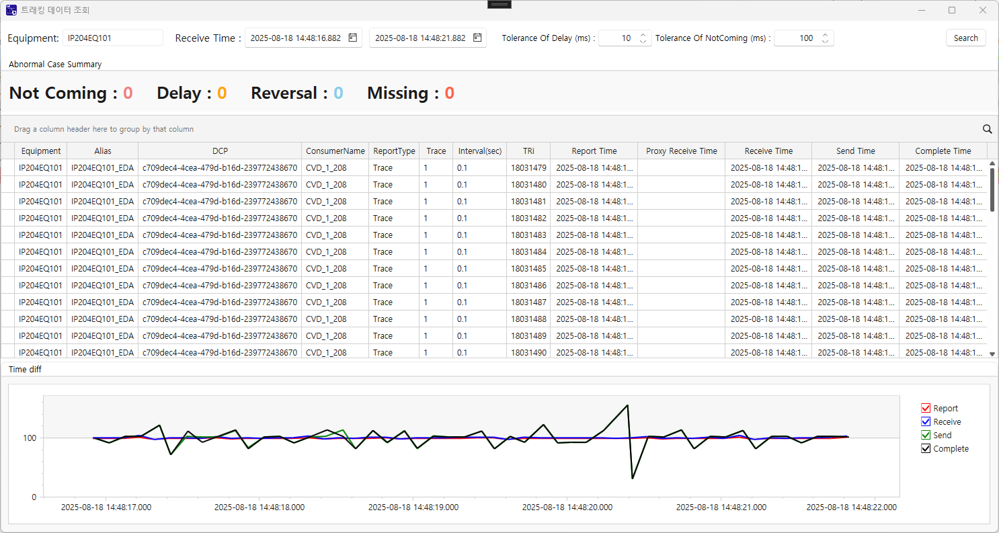 트래킹 데이터 조회
Equipment: IP204EQ101 Receive Time : 2025-08-18 14:48:16.882 2025-08-18 14:48:21.882 Tolerance Of Delay (ms) : 10 Tolerance Of NotComing (ms) : 100 Search
Abnormal Case Summary
Not Coming : 0 Delay : 0 Reversal : 0 Missing : 0
Drag a column header here to group by that column
Equipment Alias DCP ConsumerName ReportType Trace Interval(sec) TRi Report Time Proxy Receive Time Receive Time Send Time Complete Time
IP204EQ101 IP204EQ101_EDA c709dec4-4cea-479d-b16d-239772438670 CVD_1_208 Trace 1 0.1 18031479 2025-08-18 14:48:1... 2025-08-18 14:48:1... 2025-08-18 14:48:1... 2025-08-18 14:48:1...
IP204EQ101 IP204EQ101_EDA c709dec4-4cea-479d-b16d-239772438670 CVD_1_208 Trace 1 0.1 18031480 2025-08-18 14:48:1... 2025-08-18 14:48:1... 2025-08-18 14:48:1... 2025-08-18 14:48:1...
IP204EQ101 IP204EQ101_EDA c709dec4-4cea-479d-b16d-239772438670 CVD_1_208 Trace 1 0.1 18031481 2025-08-18 14:48:1... 2025-08-18 14:48:1... 2025-08-18 14:48:1... 2025-08-18 14:48:1...
IP204EQ101 IP204EQ101_EDA c709dec4-4cea-479d-b16d-239772438670 CVD_1_208 Trace 1 0.1 18031482 2025-08-18 14:48:1... 2025-08-18 14:48:1... 2025-08-18 14:48:1... 2025-08-18 14:48:1...
IP204EQ101 IP204EQ101_EDA c709dec4-4cea-479d-b16d-239772438670 CVD_1_208 Trace 1 0.1 18031483 2025-08-18 14:48:1... 2025-08-18 14:48:1... 2025-08-18 14:48:1... 2025-08-18 14:48:1...
IP204EQ101 IP204EQ101_EDA c709dec4-4cea-479d-b16d-239772438670 CVD_1_208 Trace 1 0.1 18031484 2025-08-18 14:48:1... 2025-08-18 14:48:1... 2025-08-18 14:48:1... 2025-08-18 14:48:1...
IP204EQ101 IP204EQ101_EDA c709dec4-4cea-479d-b16d-239772438670 CVD_1_208 Trace 1 0.1 18031485 2025-08-18 14:48:1... 2025-08-18 14:48:1... 2025-08-18 14:48:1... 2025-08-18 14:48:1...
IP204EQ101 IP204EQ101_EDA c709dec4-4cea-479d-b16d-239772438670 CVD_1_208 Trace 1 0.1 18031486 2025-08-18 14:48:1... 2025-08-18 14:48:1... 2025-08-18 14:48:1... 2025-08-18 14:48:1...
IP204EQ101 IP204EQ101_EDA c709dec4-4cea-479d-b16d-239772438670 CVD_1_208 Trace 1 0.1 18031487 2025-08-18 14:48:1... 2025-08-18 14:48:1... 2025-08-18 14:48:1... 2025-08-18 14:48:1...
IP204EQ101 IP204EQ101_EDA c709dec4-4cea-479d-b16d-239772438670 CVD_1_208 Trace 1 0.1 18031488 2025-08-18 14:48:1... 2025-08-18 14:48:1... 2025-08-18 14:48:1... 2025-08-18 14:48:1...
IP204EQ101 IP204EQ101_EDA c709dec4-4cea-479d-b16d-239772438670 CVD_1_208 Trace 1 0.1 18031489 2025-08-18 14:48:1... 2025-08-18 14:48:1... 2025-08-18 14:48:1... 2025-08-18 14:48:1...
IP204EQ101 IP204EQ101_EDA c709dec4-4cea-479d-b16d-239772438670 CVD_1_208 Trace 1 0.1 18031490 2025-08-18 14:48:1... 2025-08-18 14:48:1... 2025-08-18 14:48:1... 2025-08-18 14:48:1...
Time diff
100
0
2025-08-18 14:48:17.000 2025-08-18 14:48:18.000 2025-08-18 14:48:19.000 2025-08-18 14:48:20.000 2025-08-18 14:48:21.000 2025-08-18 14:48:22.000
Report
Receive
Send
Complete